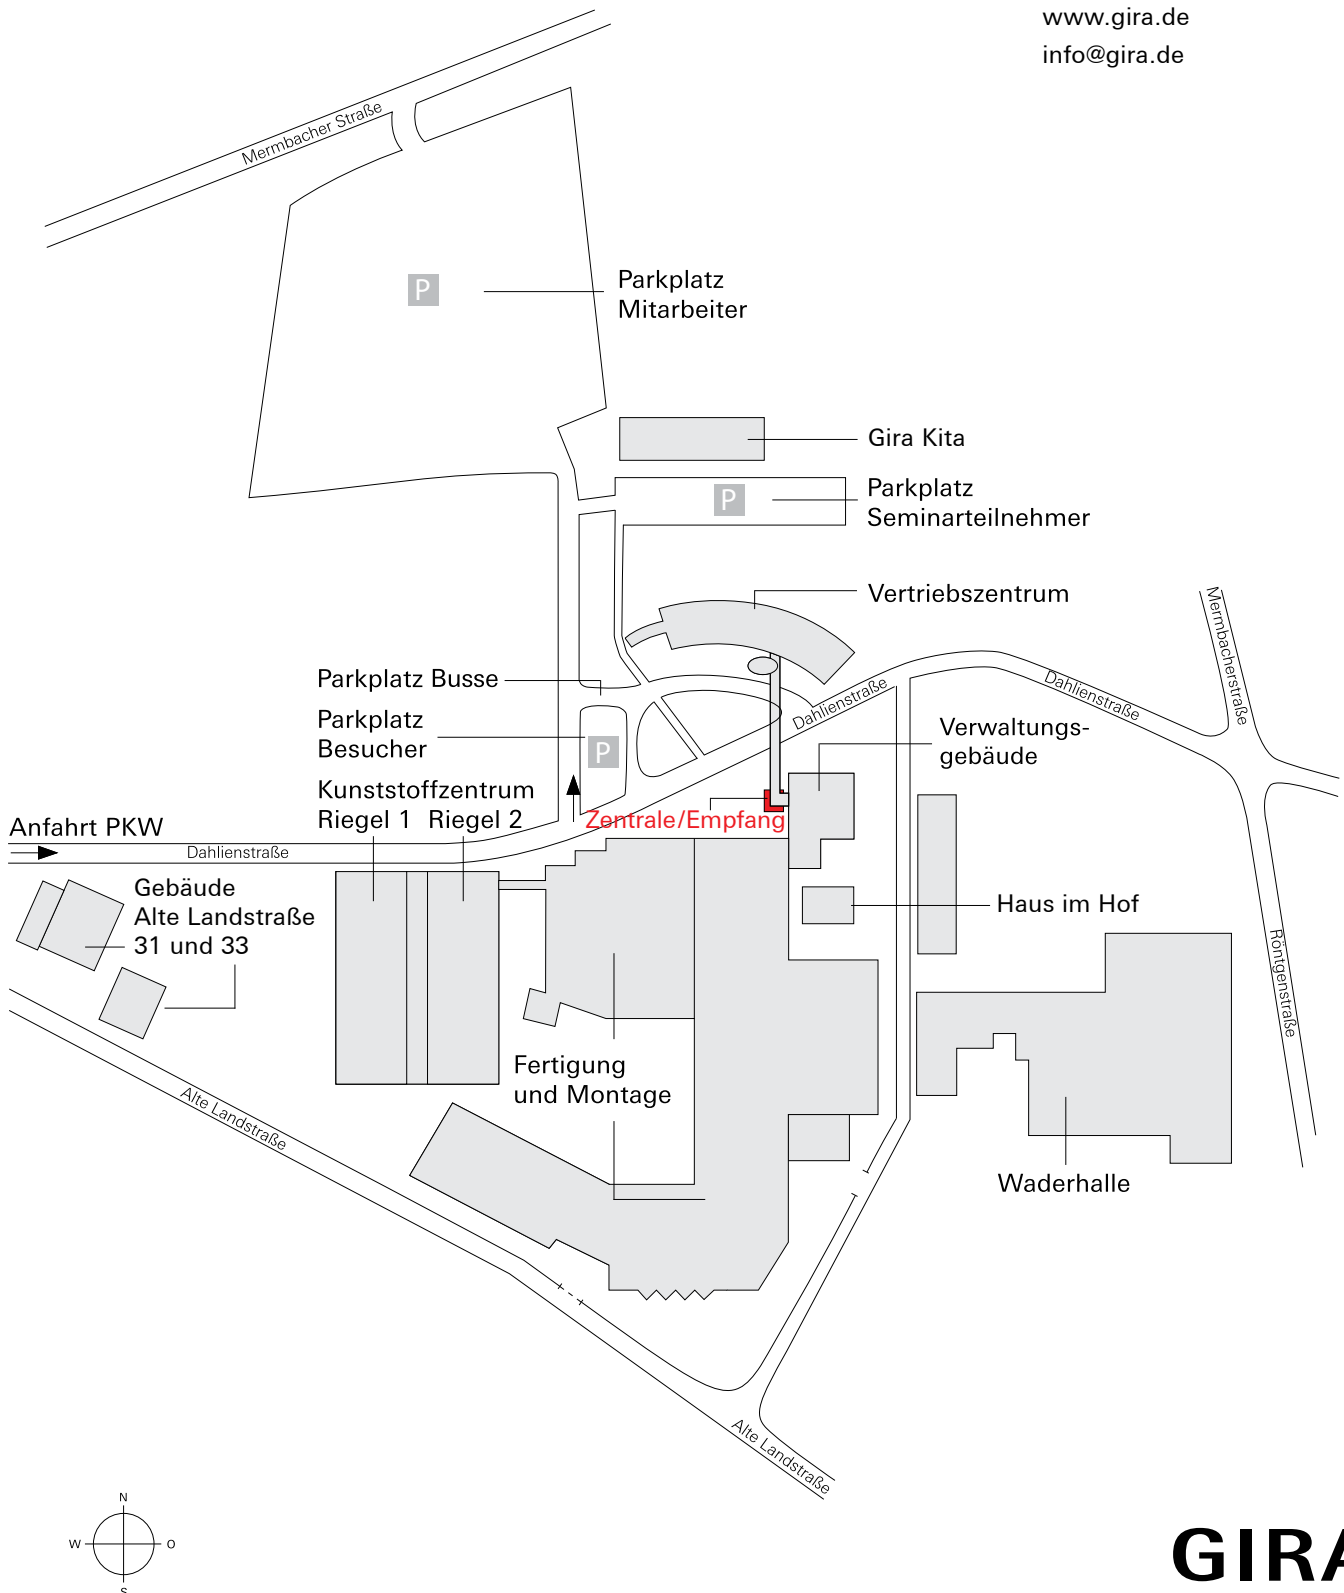 www.gira.de
info@gira.de
Mermbacher Straße
P
Parkplatz
Mitarbeiter
Gira Kita
P
Parkplatz
Seminarteilnehmer
Vertriebszentrum
Mermbacherstraße
Parkplatz Busse
Dahlienstraße
Dahlienstraße
Parkplatz
Besucher
P
Verwaltungs-
gebäude
Kunststoffzentrum
Riegel 1 Riegel 2
Zentrale/Empfang
Anfahrt PKW
Dahlienstraße
Gebäude
Alte Landstraße
31 und 33
Haus im Hof
Röntgenstraße
Fertigung
und Montage
Alte Landstraße
Waderhalle
Alte Landstraße
N
W O
S
GIRA